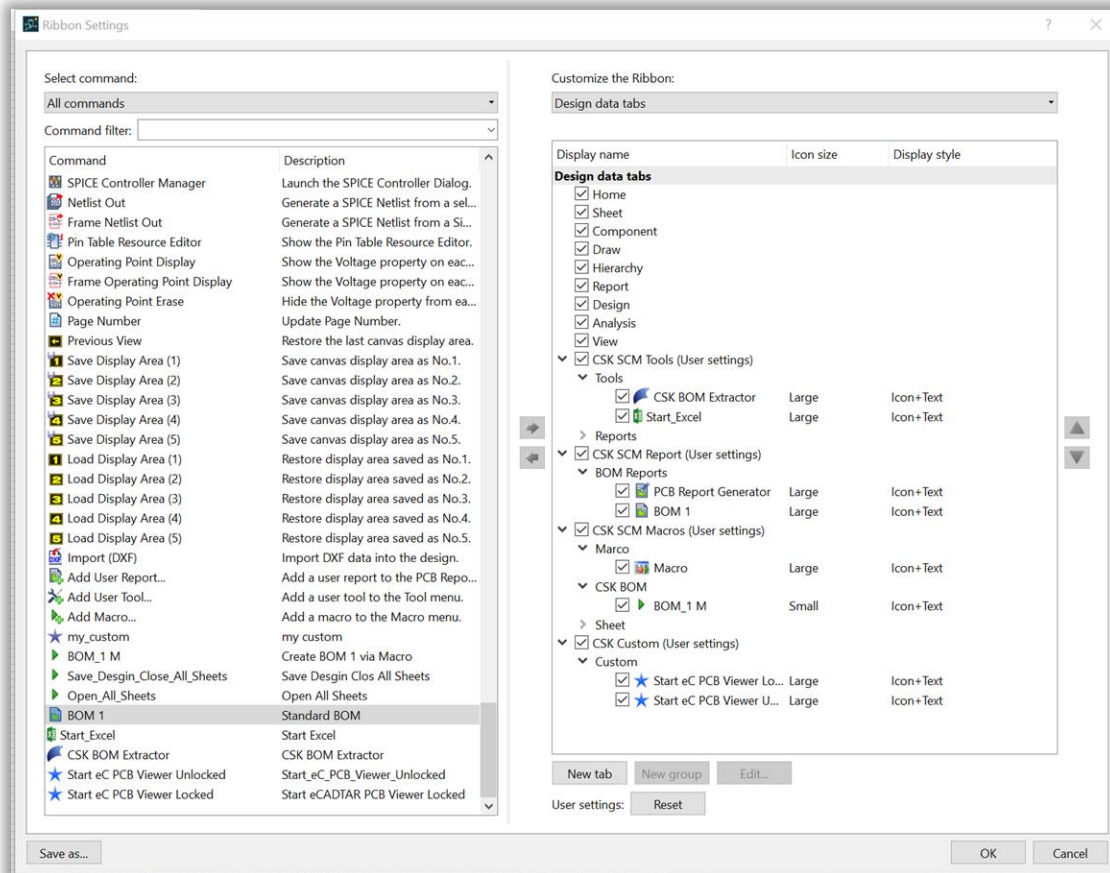 Ribbon Settings
?
Select command:
All commands
Command filter:
Command Description
SPICE Controller Manager Launch the SPICE Controller Dialog.
Netlist Out Generate a SPICE Netlist from a sel...
Frame Netlist Out Generate a SPICE Netlist from a Si...
Pin Table Resource Editor Show the Pin Table Resource Editor.
Operating Point Display Show the Voltage property on eac...
Frame Operating Point Display Show the Voltage property on eac...
Operating Point Erase Hide the Voltage property from ea...
Page Number Update Page Number.
Previous View Restore the last canvas display area.
Save Display Area (1) Save canvas display area as No.1.
Save Display Area (2) Save canvas display area as No.2.
Save Display Area (3) Save canvas display area as No.3.
Save Display Area (4) Save canvas display area as No.4.
Save Display Area (5) Save canvas display area as No.5.
Load Display Area (1) Restore display area saved as No.1.
Load Display Area (2) Restore display area saved as No.2.
Load Display Area (3) Restore display area saved as No.3.
Load Display Area (4) Restore display area saved as No.4.
Load Display Area (5) Restore display area saved as No.5.
Import (DXF) Import DXF data into the design.
Add User Report... Add a user report to the PCB Repo...
Add User Tool... Add a user tool to the Tool menu.
Add Macro... Add a macro to the Macro menu.
my_custom my custom
BOM_1 M Create BOM 1 via Macro
Save_Desgin_Close_All_Sheets Save Desgin Clos All Sheets
Open_All_Sheets Open All Sheets
BOM 1 Standard BOM
Start_Excel Start Excel
CSK BOM Extractor CSK BOM Extractor
Start eC PCB Viewer Unlocked Start_eC_PCB_Viewer_Unlocked
Start eC PCB Viewer Locked Start eCADTAR PCB Viewer Locked
Customize the Ribbon:
Design data tabs
Display name Icon size Display style
Design data tabs
Home
Sheet
Component
Draw
Hierarchy
Report
Design
Analysis
View
CSK SCM Tools (User settings)
Tools
CSK BOM Extractor Large Icon+Text
Start_Excel Large Icon+Text
Reports
CSK SCM Report (User settings)
BOM Reports
PCB Report Generator Large Icon+Text
BOM 1 Large Icon+Text
CSK SCM Macros (User settings)
Marco
Macro Large Icon+Text
CSK BOM
BOM_1 M Small Icon+Text
Sheet
CSK Custom (User settings)
Custom
Start eC PCB Viewer Lo... Large Icon+Text
Start eC PCB Viewer U... Large Icon+Text
New tab New group Edit...
User settings: Reset
Save as... OK Cancel